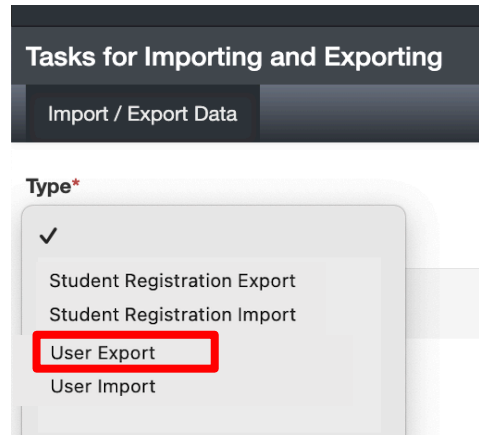 Tasks for Importing and Exporting
Import / Export Data
Type*
✓
Student Registration Export
Student Registration Import
User Export
User Import